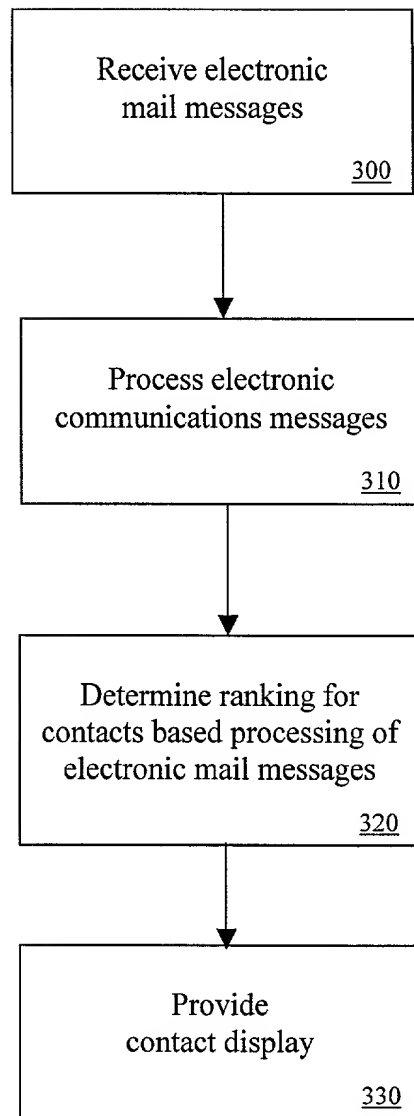 Receive electronic
mail messages
300
Process electronic
communications messages
310
Determine ranking for
contacts based processing of
electronic mail messages
320
Provide
contact display
330